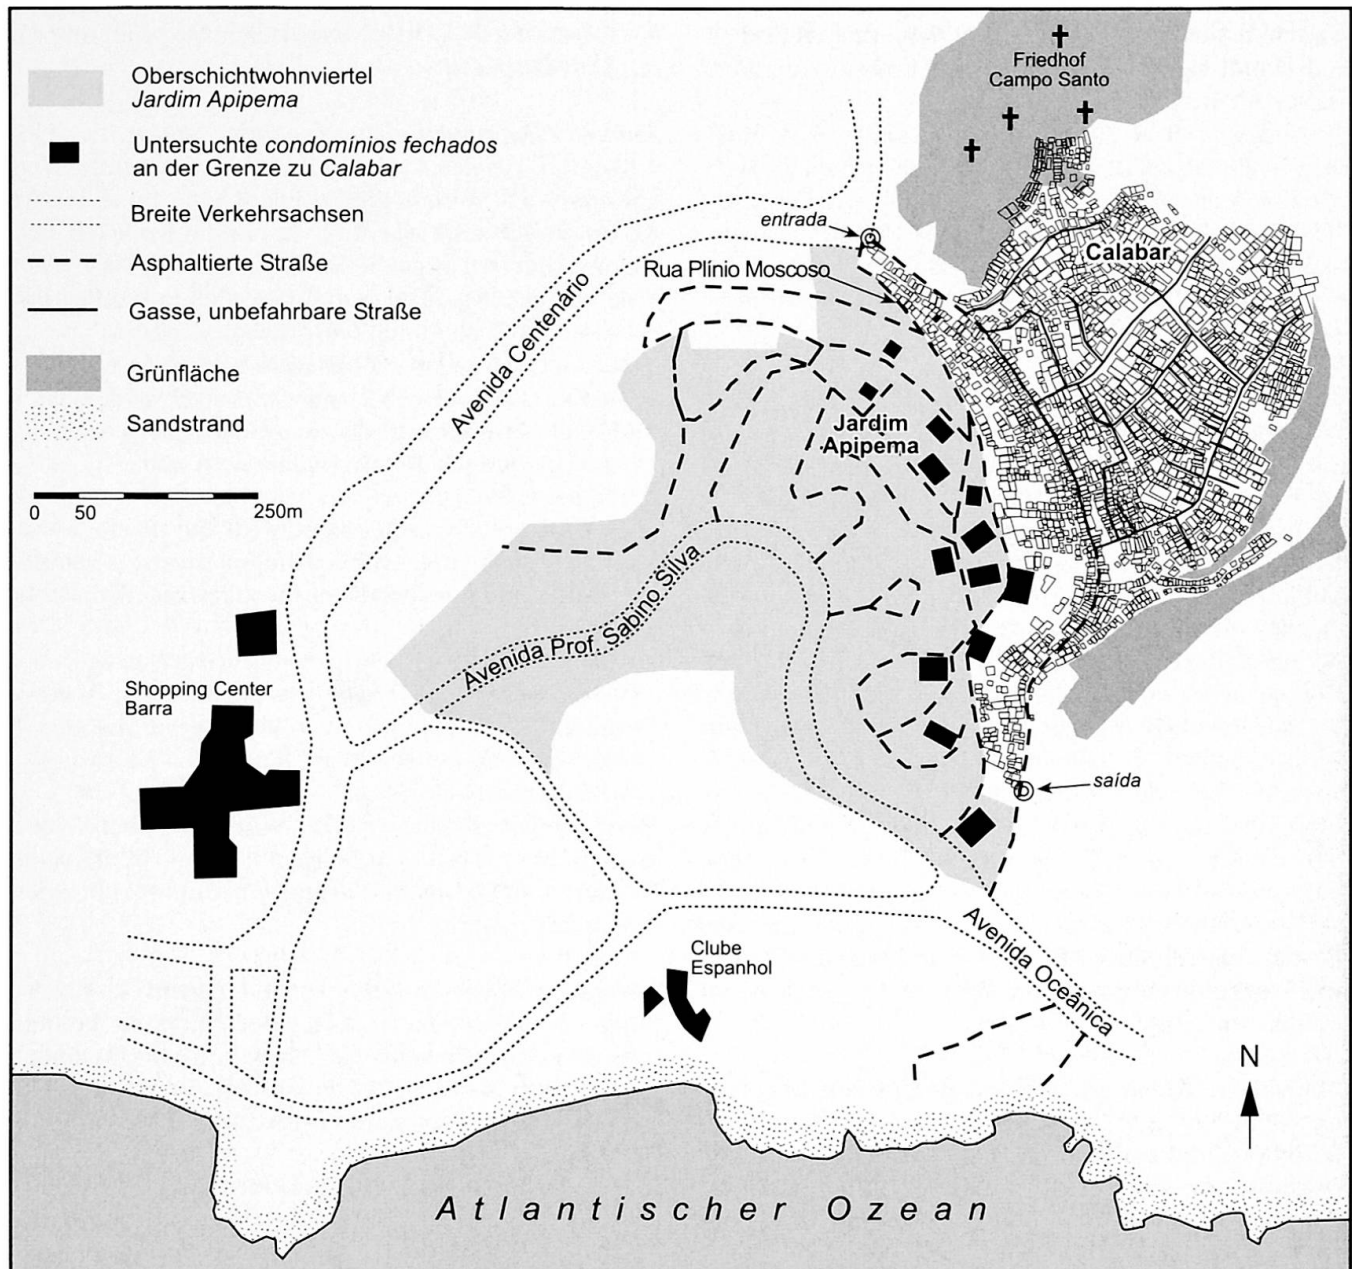 Oberschichtwohnviertel
Jardim Apipema
Untersuchte condomínios fechados
an der Grenze zu Calabar
Breite Verkehrsachsen
Asphaltierte Straße
Gasse, unbefahrbare Straße
Grünfläche
Sandstrand
0 50 250m
Friedhof
Campo Santo
entrada
Calabar
Rua Plínio Moscoso
Avenida Centenário
Jardim
Apipema
Avenida Prof. Sabino Silva
Shopping Center
Barra
saída
Clube
Espanhol
Avenida Oceânica
N
Atlantischer Ozean